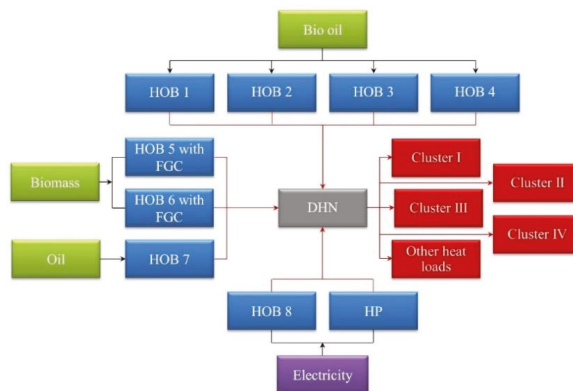 Bio oil
HOB 1
HOB 2
HOB 3
HOB 4
HOB 5 with
FGC
Biomass
HOB 6 with
FGC
Oil
HOB 7
DHN
Cluster I
Cluster II
Cluster III
Cluster IV
Other heat
loads
HOB 8
HP
Electricity